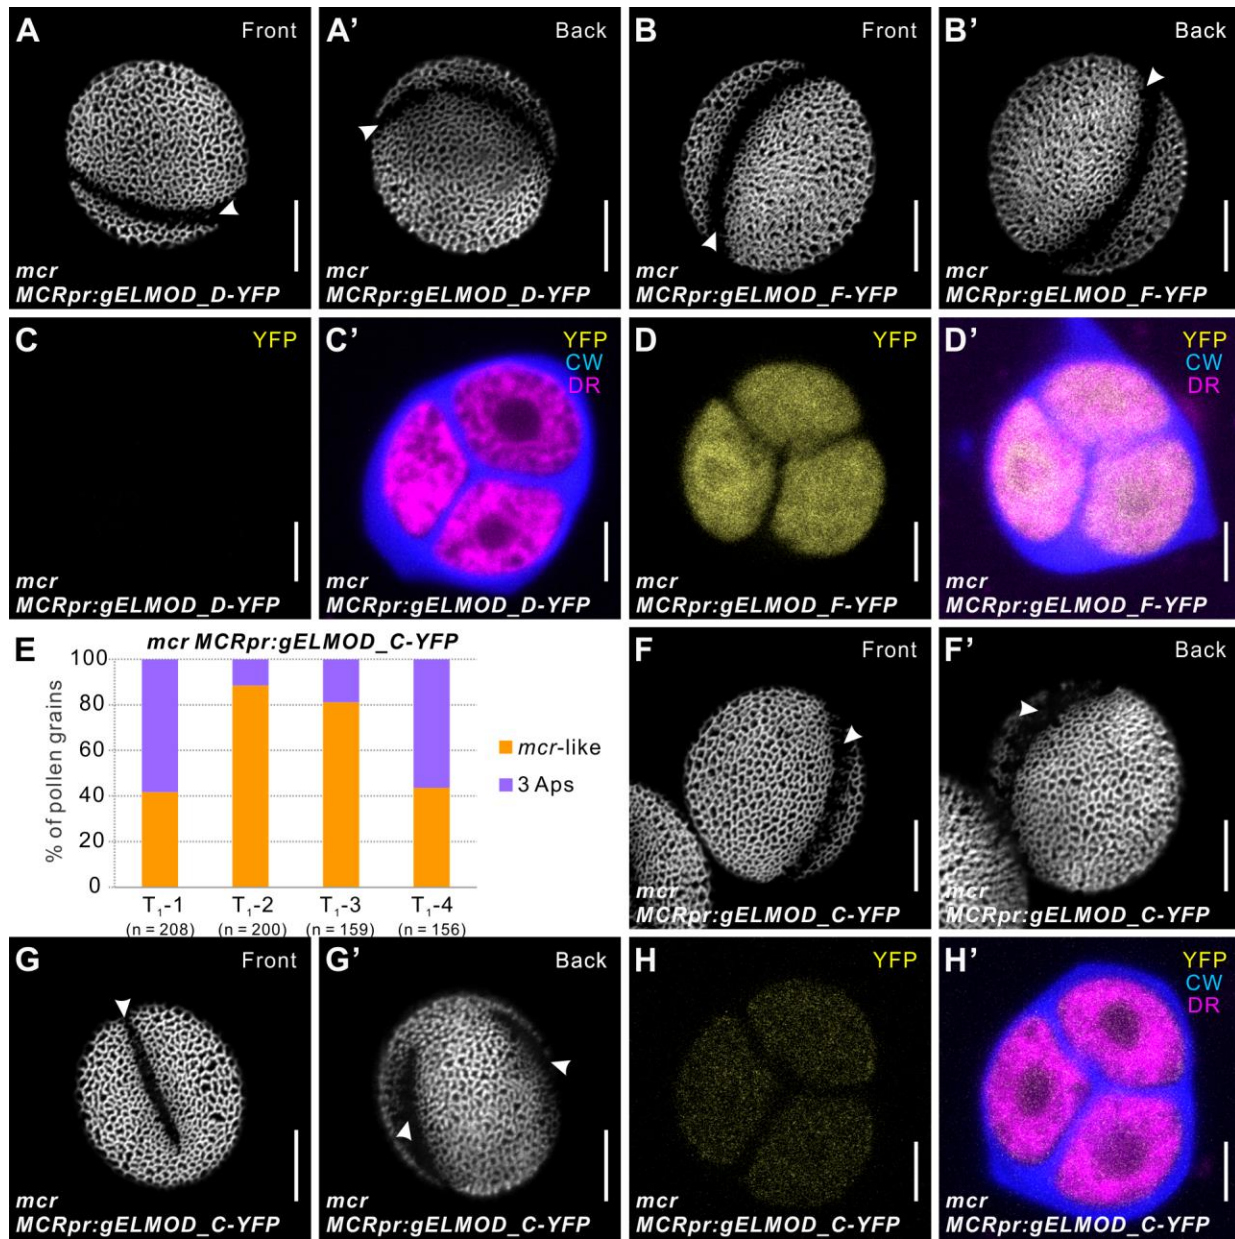 A Front
mcr
MCRpr:gELMOD_D-YFP
A' Back
mcr
MCRpr:gELMOD_D-YFP
B Front
mcr
MCRpr:gELMOD_F-YFP
B' Back
mcr
MCRpr:gELMOD_F-YFP
C YFP
mcr
MCRpr:gELMOD_D-YFP
C' YFP
CW
DR
mcr
MCRpr:gELMOD_D-YFP
D YFP
mcr
MCRpr:gELMOD_F-YFP
D' YFP
CW
DR
mcr
MCRpr:gELMOD_F-YFP
E mcr MCRpr:gELMOD_C-YFP
% of pollen grains
100
80
60
40
20
0
T1-1 T1-2 T1-3 T1-4
(n = 208) (n = 200) (n = 159) (n = 156)
mcr-like
3 Aps
F Front
mcr
MCRpr:gELMOD_C-YFP
F' Back
mcr
MCRpr:gELMOD_C-YFP
G Front
mcr
MCRpr:gELMOD_C-YFP
G' Back
mcr
MCRpr:gELMOD_C-YFP
H YFP
mcr
MCRpr:gELMOD_C-YFP
H' YFP
CW
DR
mcr
MCRpr:gELMOD_C-YFP